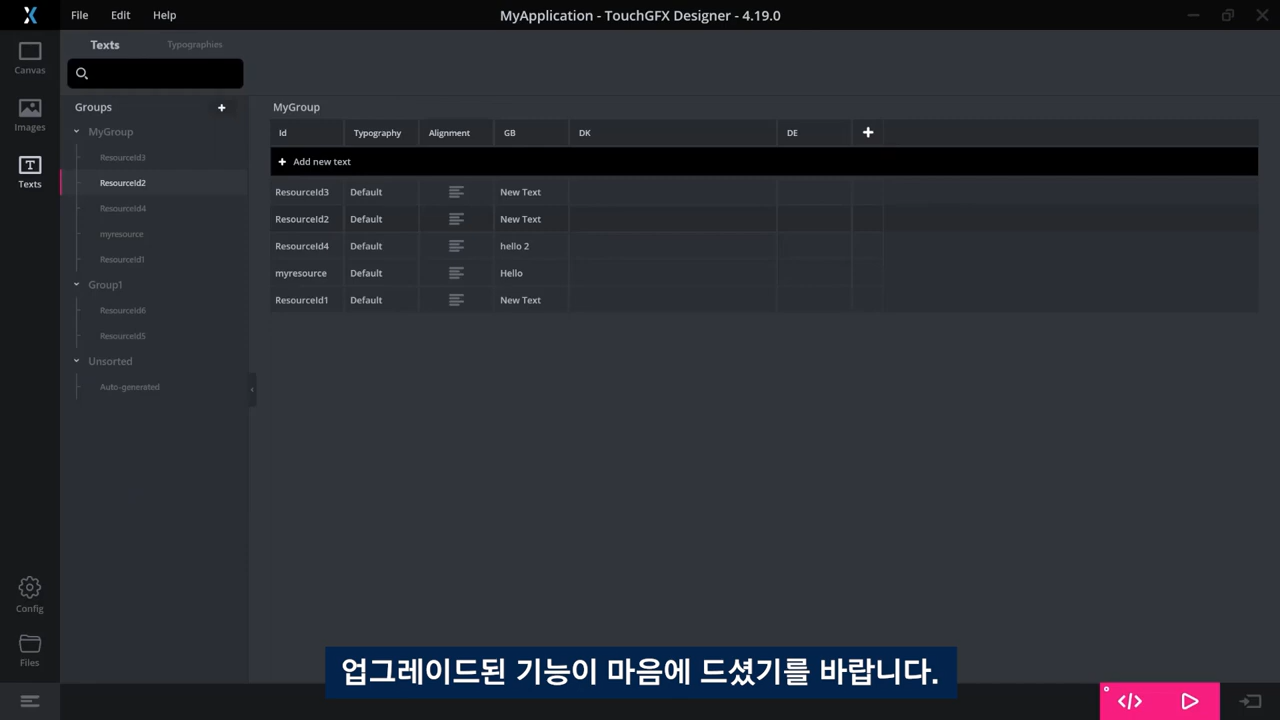 File Edit Help
MyApplication - TouchGFX Designer - 4.19.0
Canvas
Images
Texts
Config
Files
Texts Typographies
Groups
MyGroup
ResourceId3
ResourceId2
ResourceId4
myresource
ResourceId1
Group1
ResourceId6
ResourceId5
Unsorted
Auto-generated
MyGroup
Id Typography Alignment GB DK DE
Add new text
ResourceId3 Default New Text
ResourceId2 Default New Text
ResourceId4 Default hello 2
myresource Default Hello
ResourceId1 Default New Text
업그레이드된 기능이 마음에 드셨기를 바랍니다.